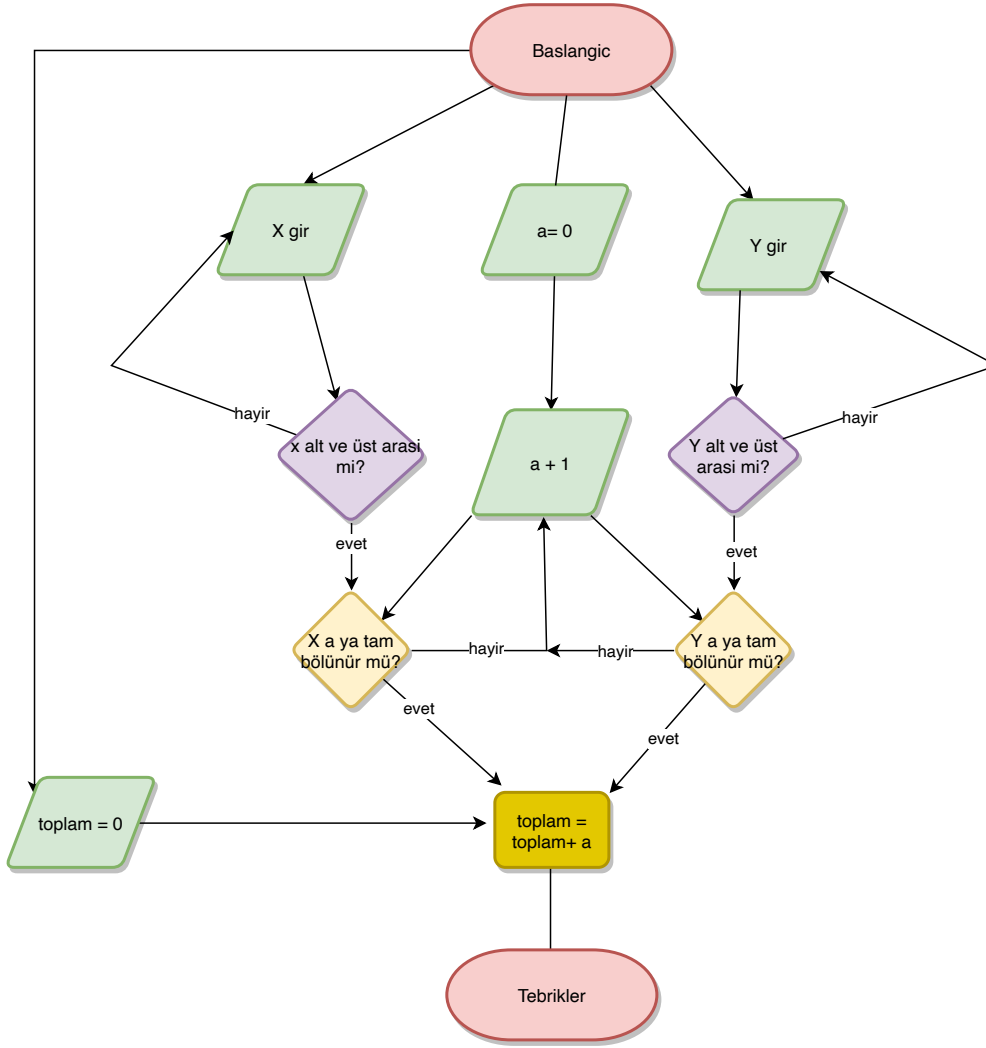 Baslangic
X gir
a= 0
Y gir
hayir
hayir
x alt ve üst arasi
mi?
a + 1
Y alt ve üst
arasi mi?
evet
evet
X a ya tam
bölünür mü?
hayir
hayir
Y a ya tam
bölünür mü?
evet
evet
toplam = 0
toplam =
toplam+ a
Tebrikler